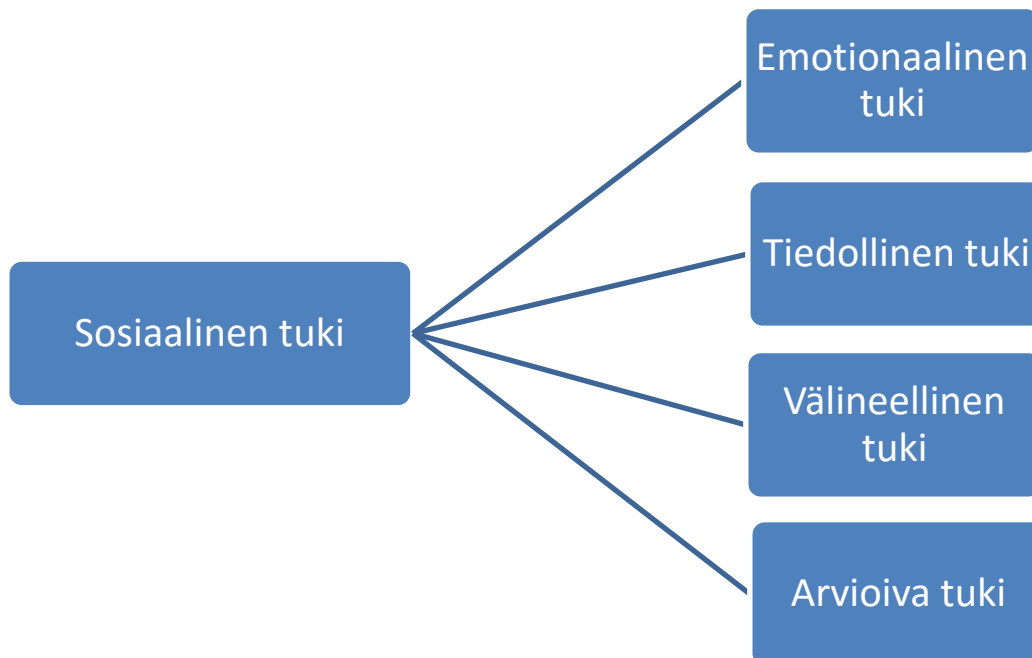 Sosiaalinen tuki
Emotionaalinen
tuki
Tiedollinen tuki
Välineellinen
tuki
Arvioiva tuki